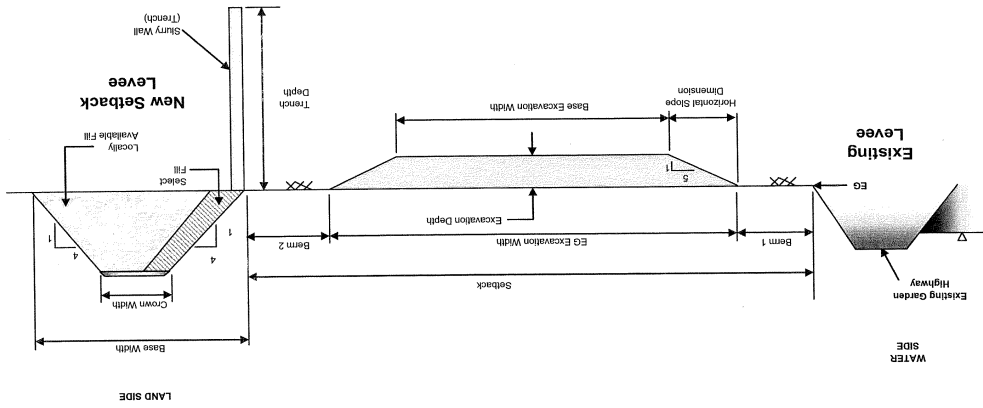 LAND SIDE
WATER
SIDE
Base Width
Crown Width
Existing Garden
Highway
Setback
Berm 1
EG Excavation Width
Berm 2
4
1
4
1
Excavation Depth
EG
5
1
Select
Fill
Locally
Available Fill
Existing
Levee
Horizontal Slope
Dimension
Base Excavation Width
Trench
Depth
New Setback
Levee
Slurry Wall
(Trench)